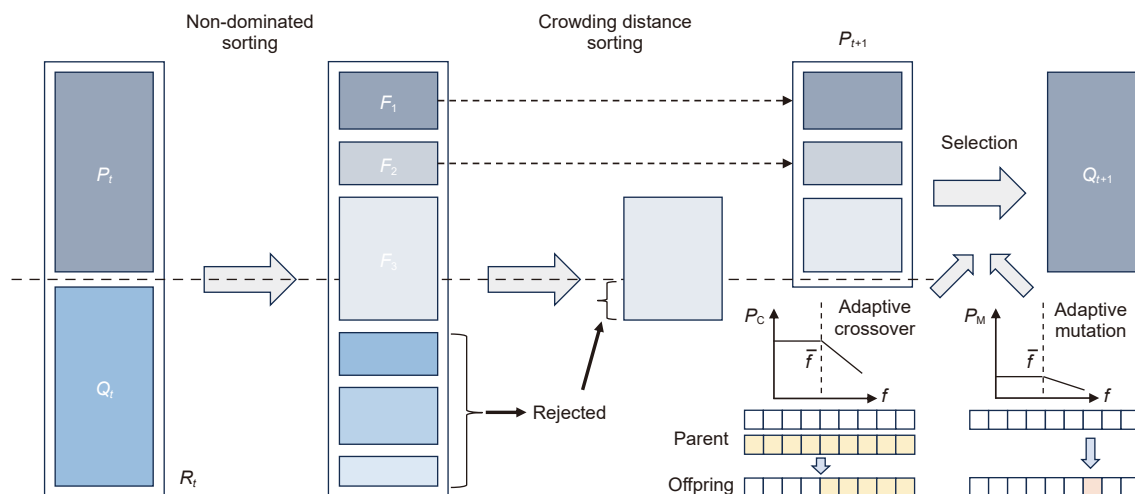 Non-dominated
sorting
Crowding distance
sorting
Pt+1
Pt
F1
F2
F3
Selection
Qt+1
Qt
Rt
Rejected
PC
Adaptive
crossover
f̅
f
PM
Adaptive
mutation
f̅
f
Parent
Offpring